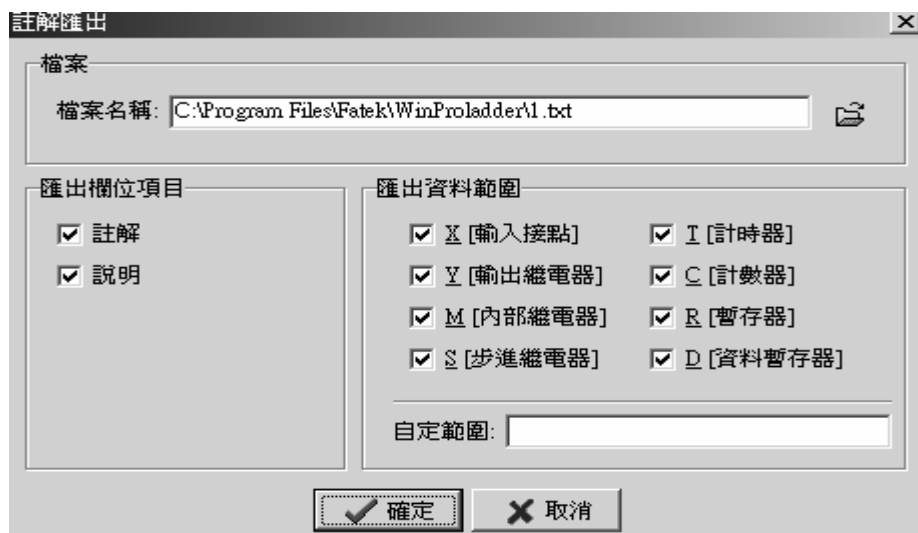 註解匯出
檔案
檔案名稱: C:\Program Files\Fatek\WinProladder\1.txt
匯出欄位項目
註解
說明
匯出資料範圍
X [輸入接點]
T [計時器]
Y [輸出繼電器]
C [計數器]
M [內部繼電器]
R [暫存器]
S [步進繼電器]
D [資料暫存器]
自定範圍:
確定
取消